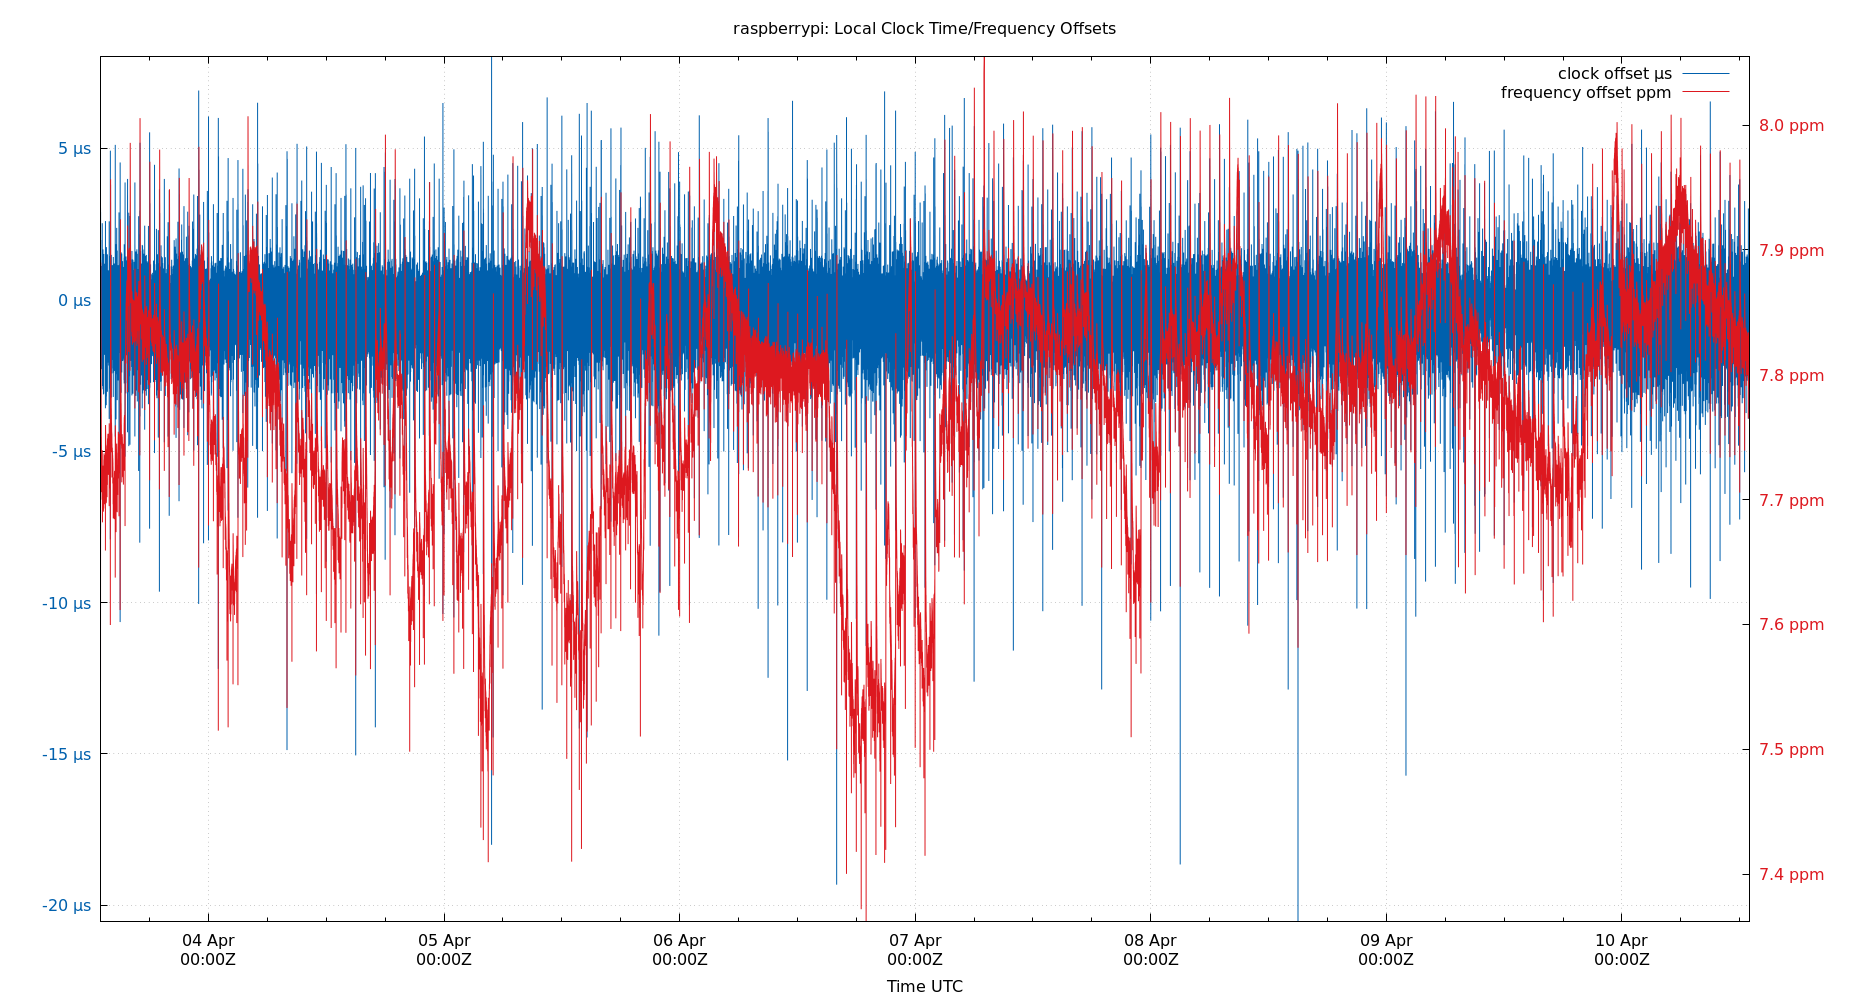 raspberrypi: Local Clock Time/Frequency Offsets
clock offset µs
frequency offset ppm
5 µs
0 µs
-5 µs
-10 µs
-15 µs
-20 µs
8.0 ppm
7.9 ppm
7.8 ppm
7.7 ppm
7.6 ppm
7.5 ppm
7.4 ppm
04 Apr
00:00Z
05 Apr
00:00Z
06 Apr
00:00Z
07 Apr
00:00Z
08 Apr
00:00Z
09 Apr
00:00Z
10 Apr
00:00Z
Time UTC